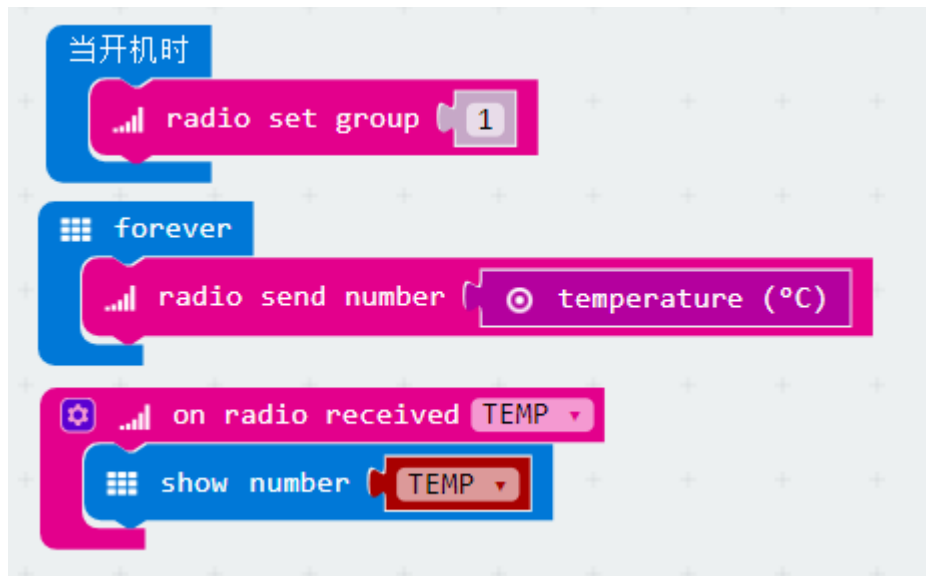 当开机时
radio set group 1
forever
radio send number temperature (°C)
on radio received TEMP
show number TEMP